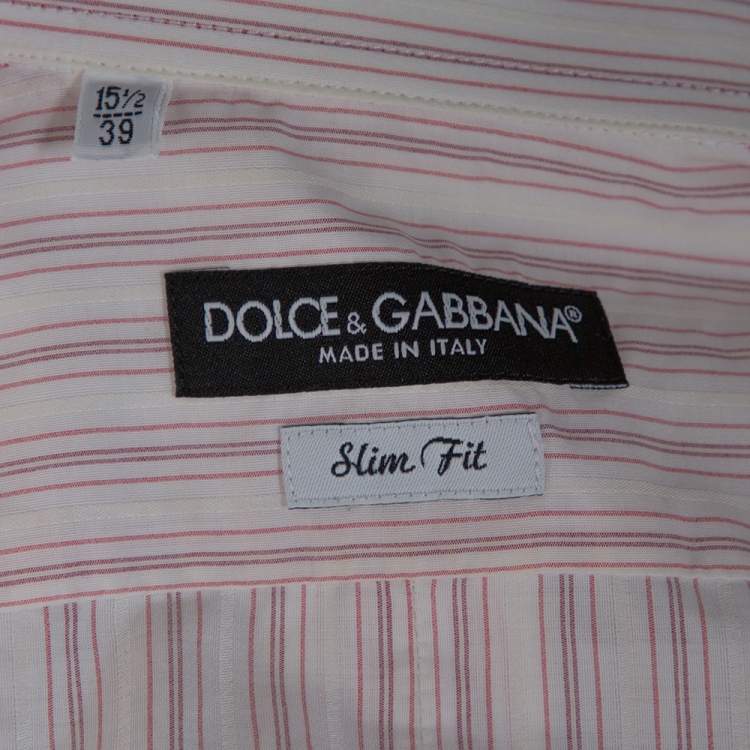 15½
39
DOLCE & GABBANA®
MADE IN ITALY
Slim Fit